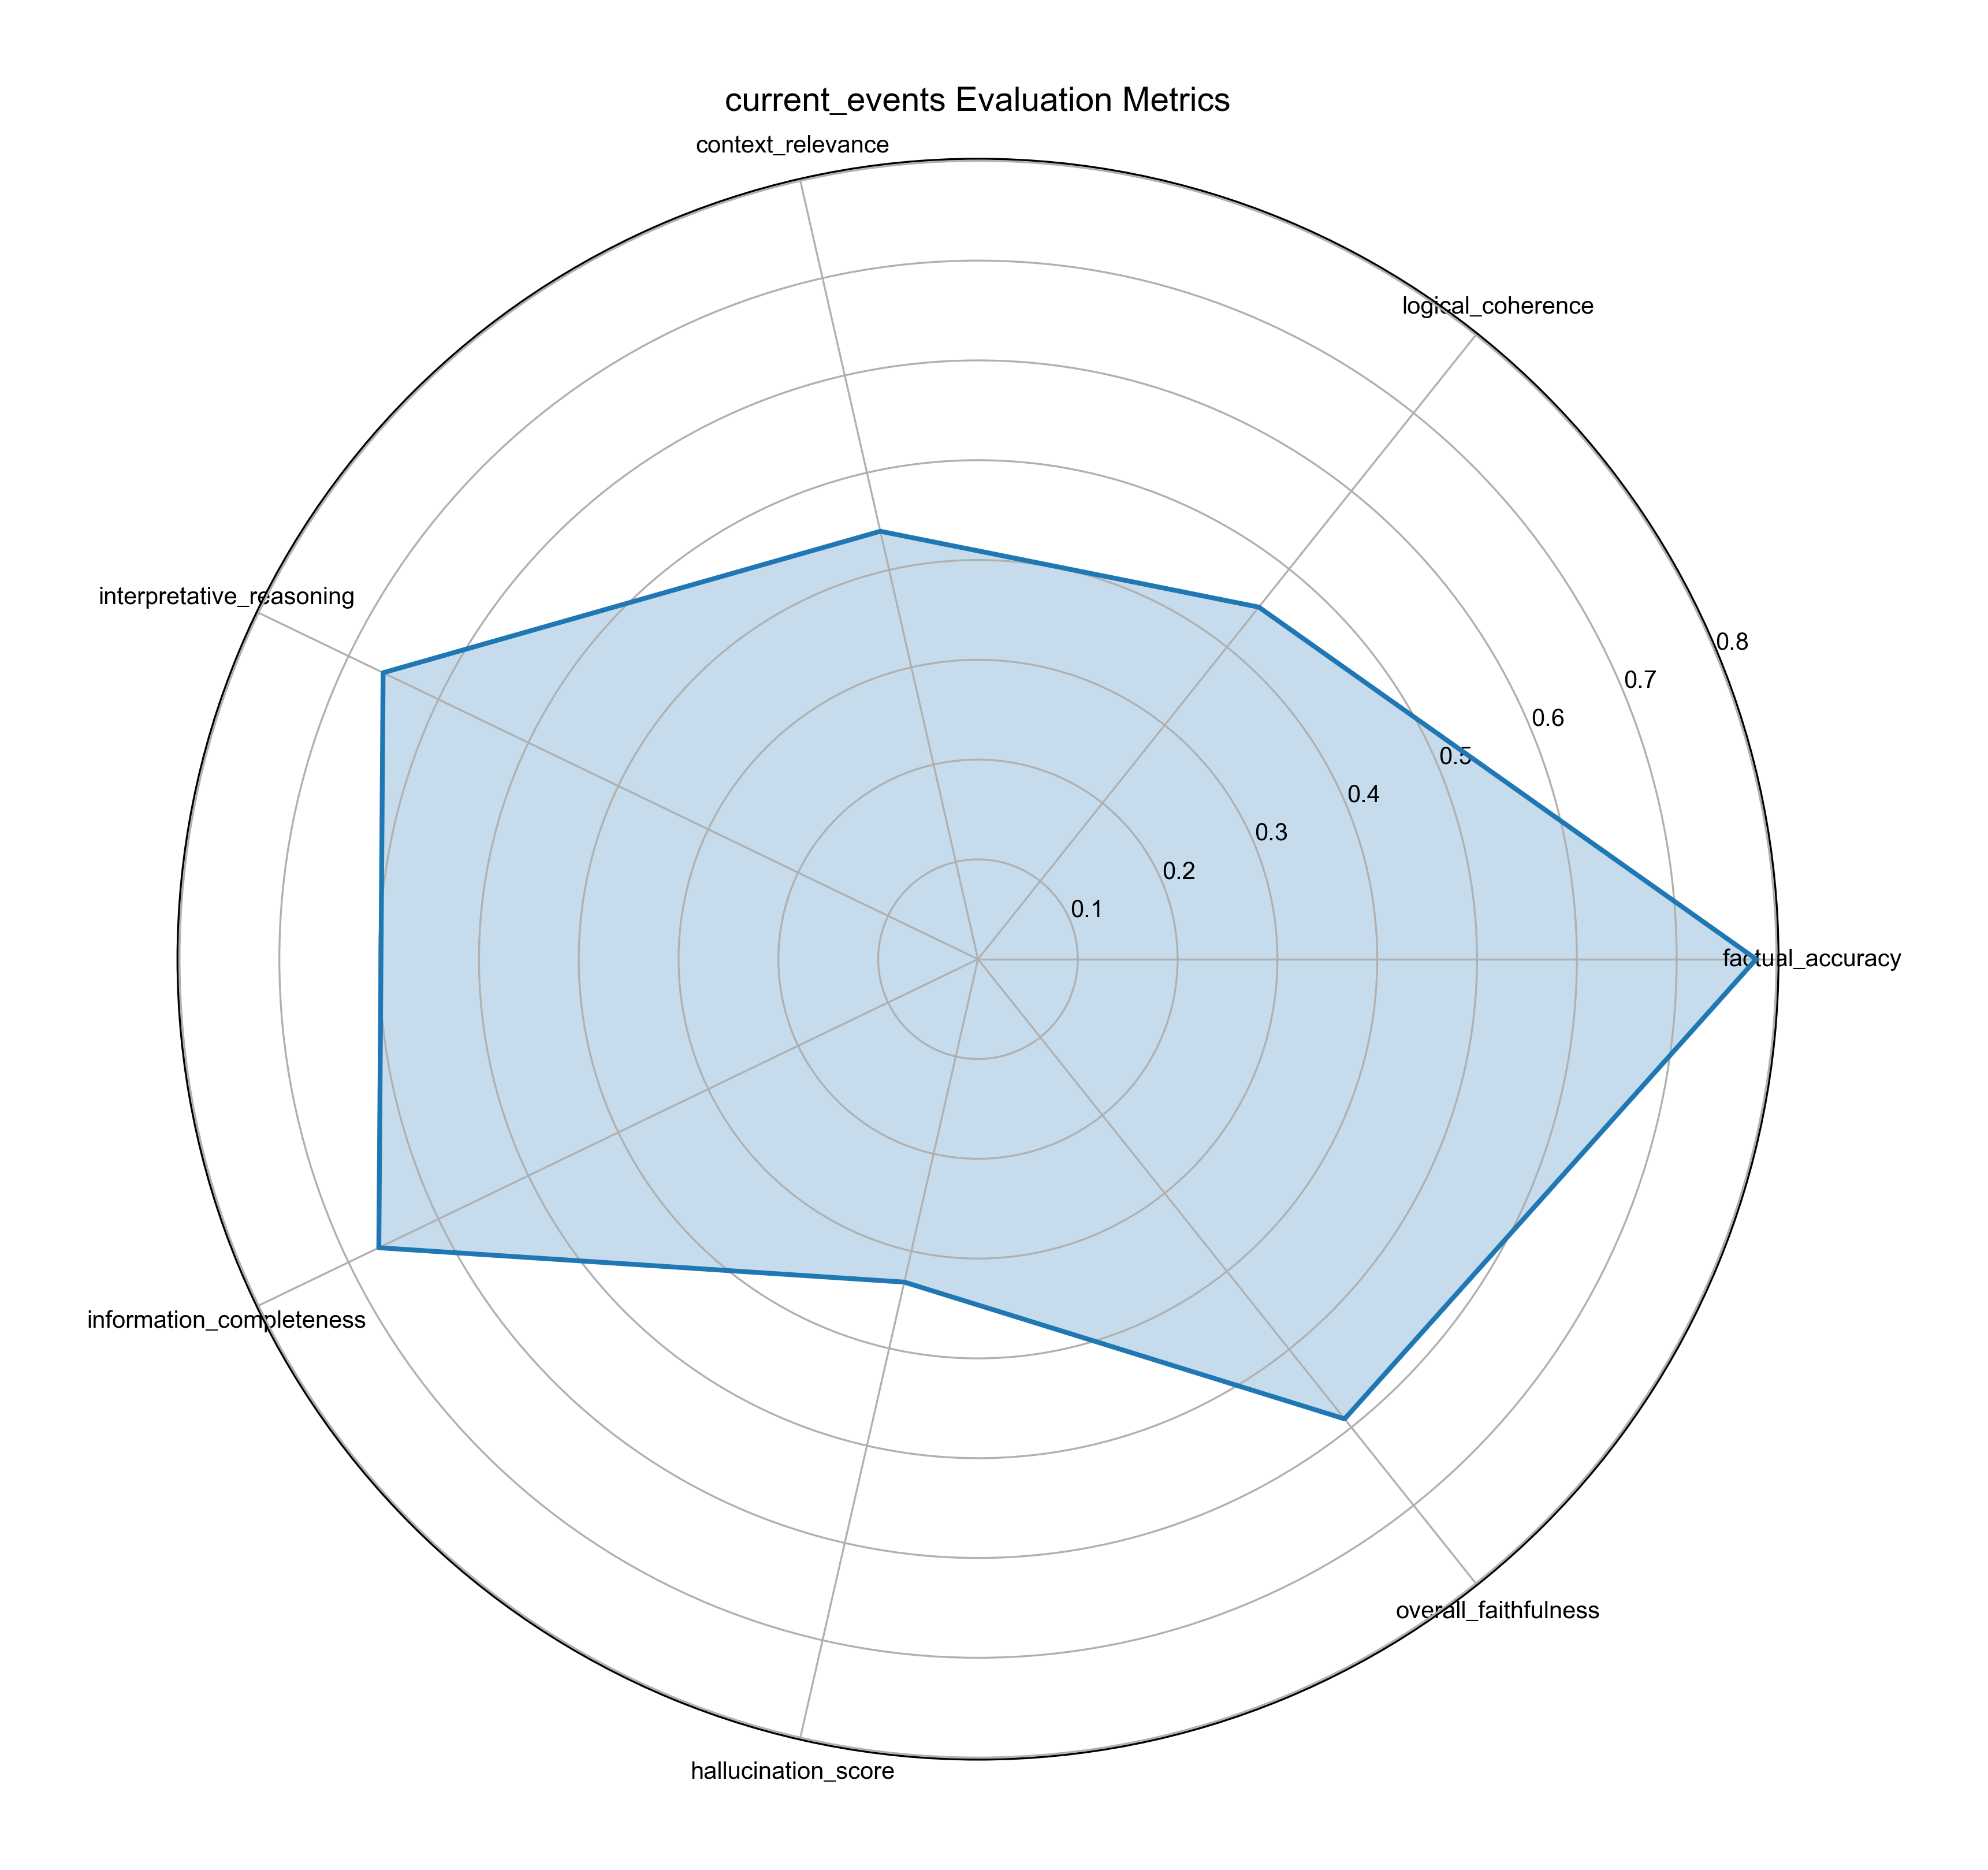 current_events Evaluation Metrics
context_relevance
logical_coherence
interpretative_reasoning
0.8
0.7
0.6
0.5
0.4
0.3
0.2
0.1
factual_accuracy
information_completeness
overall_faithfulness
hallucination_score